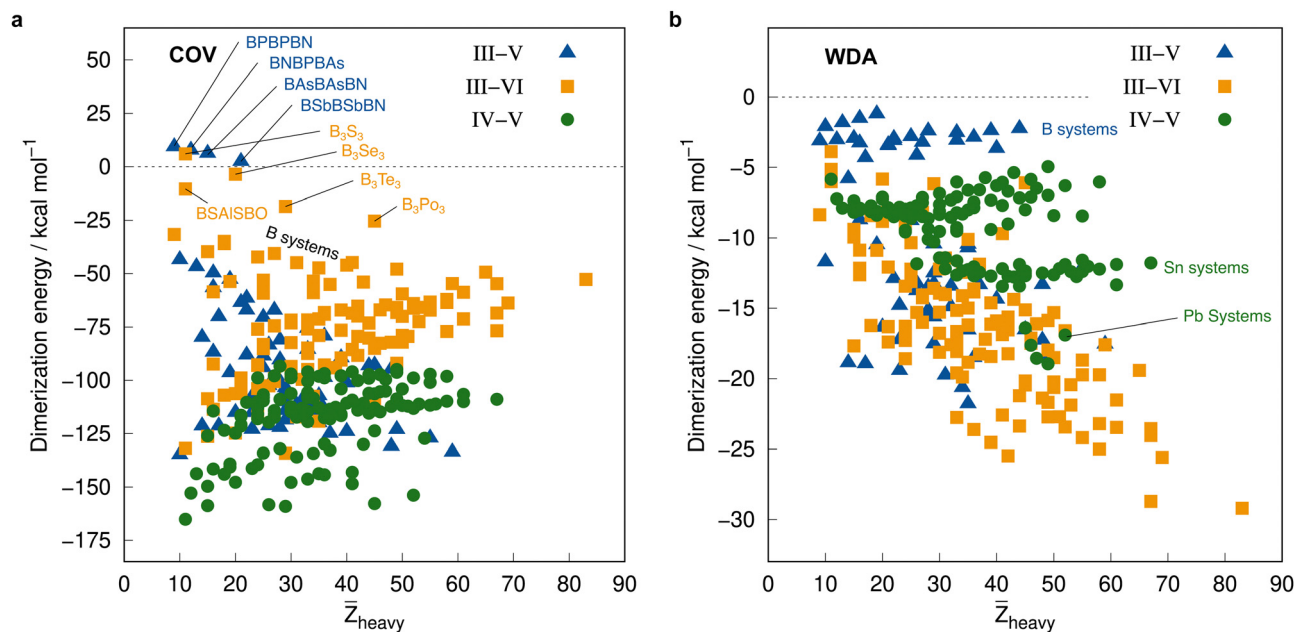 a
COV
BPBPBN
BNBPBAs
BAsBAsBN
BSbBSbBN
B₃S₃
B₃Se₃
B₃Te₃
B₃Po₃
BSAlSBO
B systems
III–V
III–VI
IV–V
50
25
0
−25
−50
−75
−100
−125
−150
−175
Dimerization energy / kcal mol⁻¹
0 10 20 30 40 50 60 70 80 90
Z̄heavy
b
WDA
III–V
III–VI
IV–V
B systems
Sn systems
Pb Systems
0
−5
−10
−15
−20
−25
−30
Dimerization energy / kcal mol⁻¹
0 10 20 30 40 50 60 70 80 90
Z̄heavy